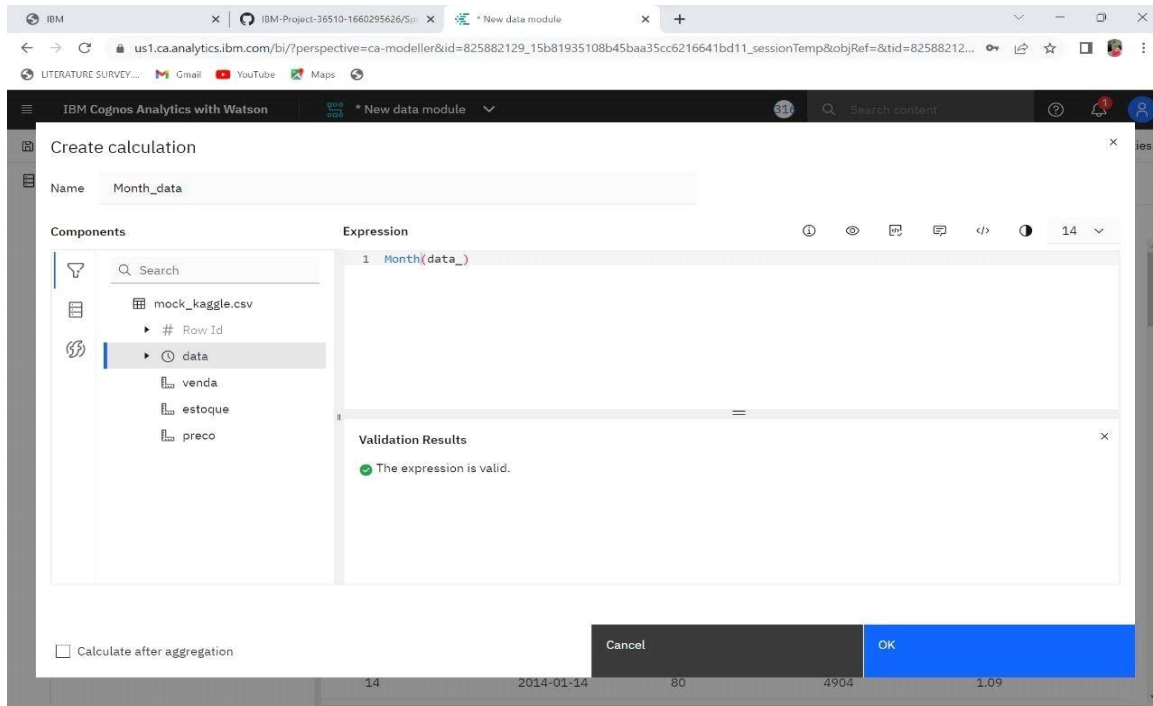 IBM
IBM-Project-36510-1660295626/Sp
* New data module
us1.ca.analytics.ibm.com/bi/?perspective=ca-modeller&id=825882129_15b81935108b45baa35cc6216641bd11_sessionTemp&objRef=&tid=82588212...
LITERATURE SURVEY.... Gmail YouTube Maps
IBM Cognos Analytics with Watson * New data module Search content 1
Create calculation
ies
Name Month_data
Components Expression 14
Search
1 Month(data_)
mock_kaggle.csv
# Row Id
data
venda
estoque
preco
Validation Results
The expression is valid.
Calculate after aggregation
Cancel OK
14 2014-01-14 80 4904 1.09